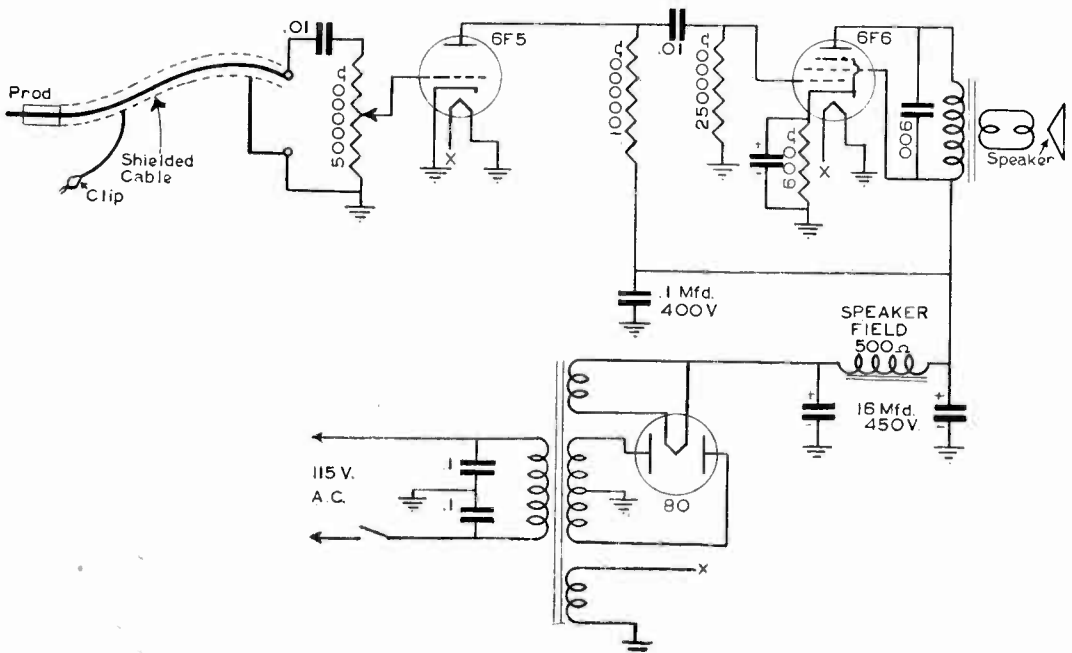 .01
6F5
.01
6F6
Prod
500000Ω
100000Ω
250000Ω
006
Shielded
Cable
Clip
X
600Ω
X
Speaker
+
-
.1 Mfd.
400V
SPEAKER
FIELD
500Ω
+
-
16 Mfd.
450V.
+
-
115 V.
A.C.
.1
.1
80
X